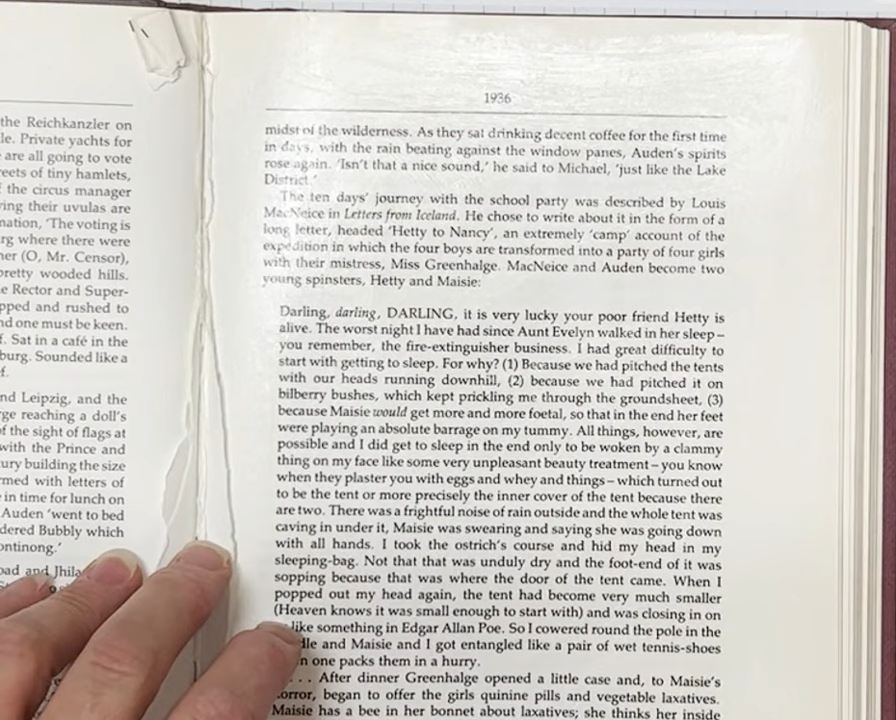 the Reichkanzler on
le. Private yachts for
are all going to vote
eets of tiny hamlets,
f the circus manager
ving their uvulas are
nation, 'The voting is
rg where there were
ner (O, Mr. Censor),
pretty wooded hills.
e Rector and Super-
pped and rushed to
nd one must be keen.
f. Sat in a café in the
burg. Sounded like a
f.
nd Leipzig, and the
rge reaching a doll's
of the sight of flags at
with the Prince and
ury building the size
rmed with letters of
in time for lunch on
Auden 'went to bed
dered Bubbly which
ontinong.'
oad and Jhila
1936
midst of the wilderness. As they sat drinking decent coffee for the first time
in days, with the rain beating against the window panes, Auden's spirits
rose again. 'Isn't that a nice sound,' he said to Michael, 'just like the Lake
District.'
The ten days' journey with the school party was described by Louis
MacNeice in Letters from Iceland. He chose to write about it in the form of a
long letter, headed 'Hetty to Nancy', an extremely 'camp' account of the
expedition in which the four boys are transformed into a party of four girls
with their mistress, Miss Greenhalge. MacNeice and Auden become two
young spinsters, Hetty and Maisie:
Darling, darling, DARLING, it is very lucky your poor friend Hetty is
alive. The worst night I have had since Aunt Evelyn walked in her sleep –
you remember, the fire-extinguisher business. I had great difficulty to
start with getting to sleep. For why? (1) Because we had pitched the tents
with our heads running downhill, (2) because we had pitched it on
bilberry bushes, which kept prickling me through the groundsheet, (3)
because Maisie would get more and more foetal, so that in the end her feet
were playing an absolute barrage on my tummy. All things, however, are
possible and I did get to sleep in the end only to be woken by a clammy
thing on my face like some very unpleasant beauty treatment – you know
when they plaster you with eggs and whey and things – which turned out
to be the tent or more precisely the inner cover of the tent because there
are two. There was a frightful noise of rain outside and the whole tent was
caving in under it, Maisie was swearing and saying she was going down
with all hands. I took the ostrich's course and hid my head in my
sleeping-bag. Not that that was unduly dry and the foot-end of it was
sopping because that was where the door of the tent came. When I
popped out my head again, the tent had become very much smaller
(Heaven knows it was small enough to start with) and was closing in on
like something in Edgar Allan Poe. So I cowered round the pole in the
dle and Maisie and I got entangled like a pair of wet tennis-shoes
n one packs them in a hurry.
. . . After dinner Greenhalge opened a little case and, to Maisie's
orror, began to offer the girls quinine pills and vegetable laxatives.
Maisie has a bee in her bonnet about laxatives; she thinks her inside